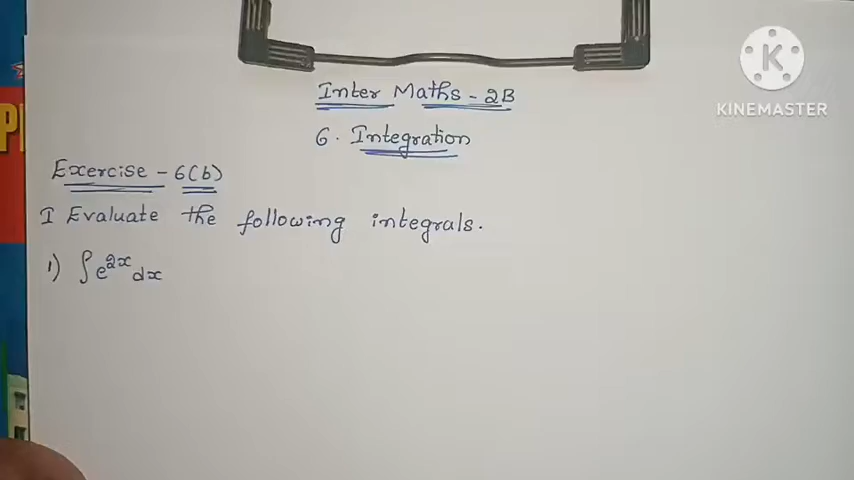 Inter Maths - 2B
6. Integration
Exercise - 6(b)
I Evaluate the following integrals.
1) ∫e^{2x} dx
KINEMASTER